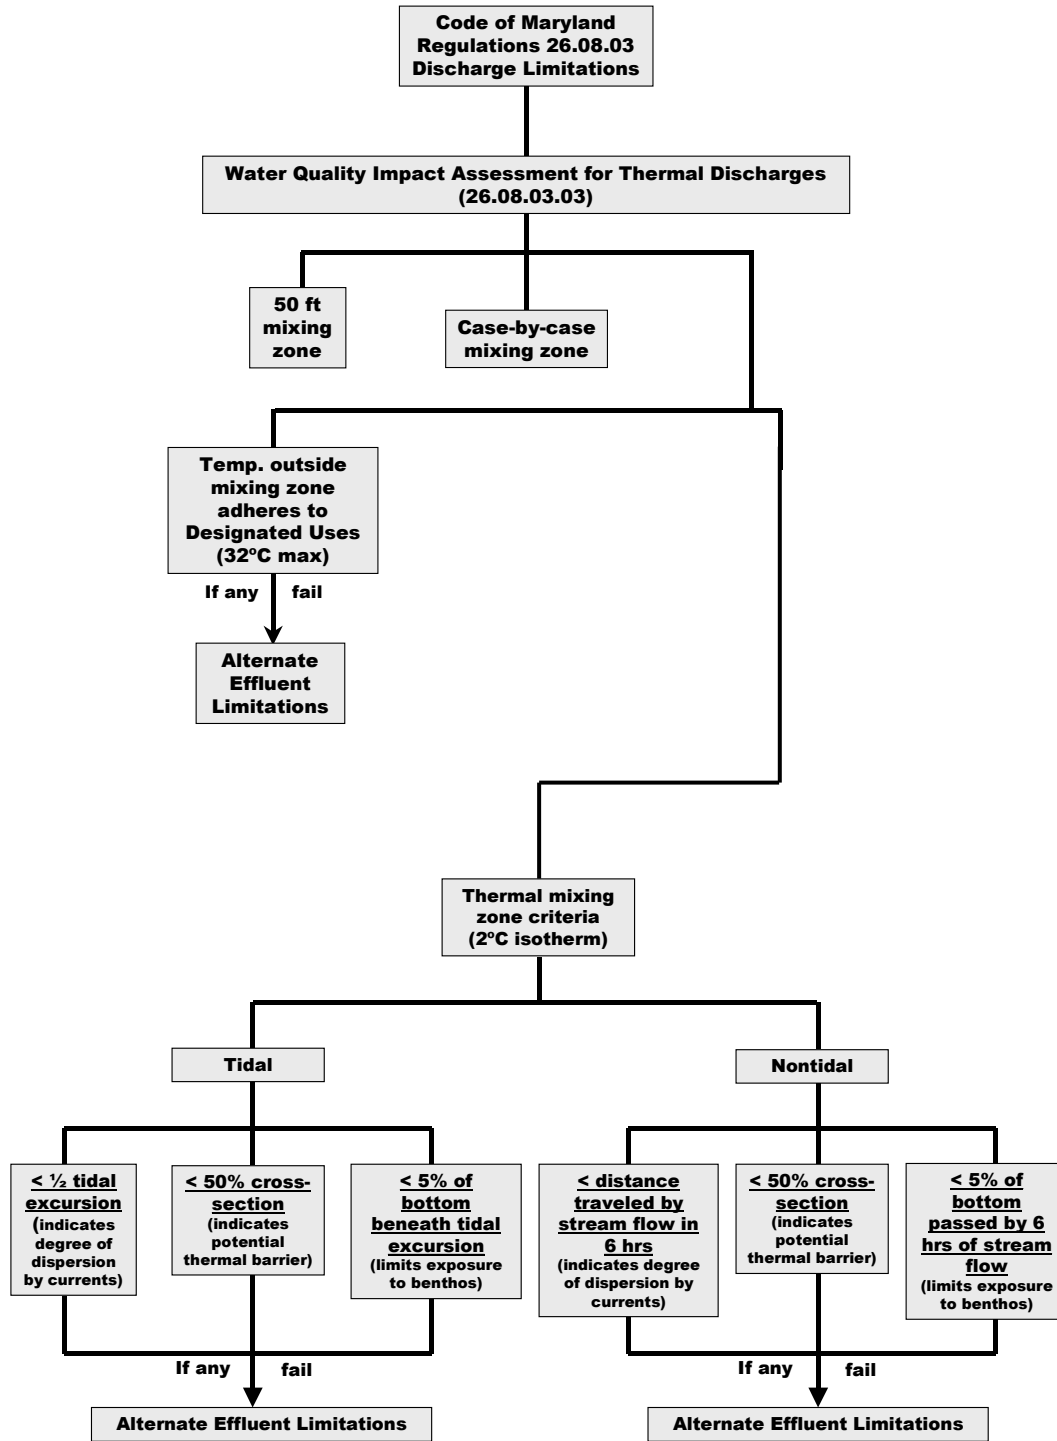 Code of Maryland
Regulations 26.08.03
Discharge Limitations
Water Quality Impact Assessment for Thermal Discharges
(26.08.03.03)
50 ft
mixing
zone
Case-by-case
mixing zone
Temp. outside
mixing zone
adheres to
Designated Uses
(32ºC max)
If any fail
Alternate
Effluent
Limitations
Thermal mixing
zone criteria
(2ºC isotherm)
Tidal
Nontidal
< ½ tidal
excursion
(indicates
degree of
dispersion
by currents)
< 50% cross-
section
(indicates
potential
thermal barrier)
< 5% of
bottom
beneath tidal
excursion
(limits exposure
to benthos)
< distance
traveled by
stream flow in
6 hrs
(indicates degree
of dispersion by
currents)
< 50% cross-
section
(indicates
potential
thermal barrier)
< 5% of
bottom
passed by 6
hrs of stream
flow
(limits exposure
to benthos)
If any fail
If any fail
Alternate Effluent Limitations
Alternate Effluent Limitations